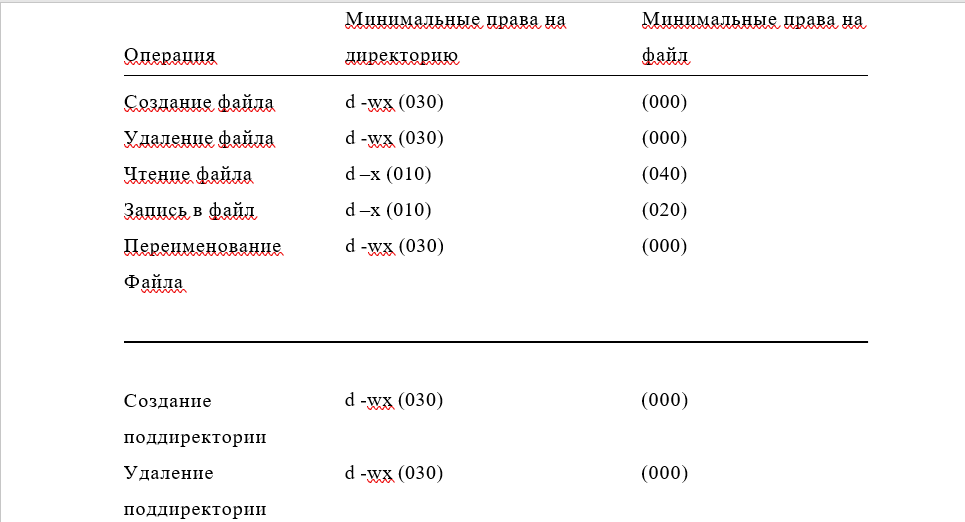 Минимальные права на Минимальные права на
Операция директорию файл
Создание файла d -wx (030) (000)
Удаление файла d -wx (030) (000)
Чтение файла d –x (010) (040)
Запись в файл d –x (010) (020)
Переименование d -wx (030) (000)
Файла
Создание d -wx (030) (000)
поддиректории
Удаление d -wx (030) (000)
поддиректории